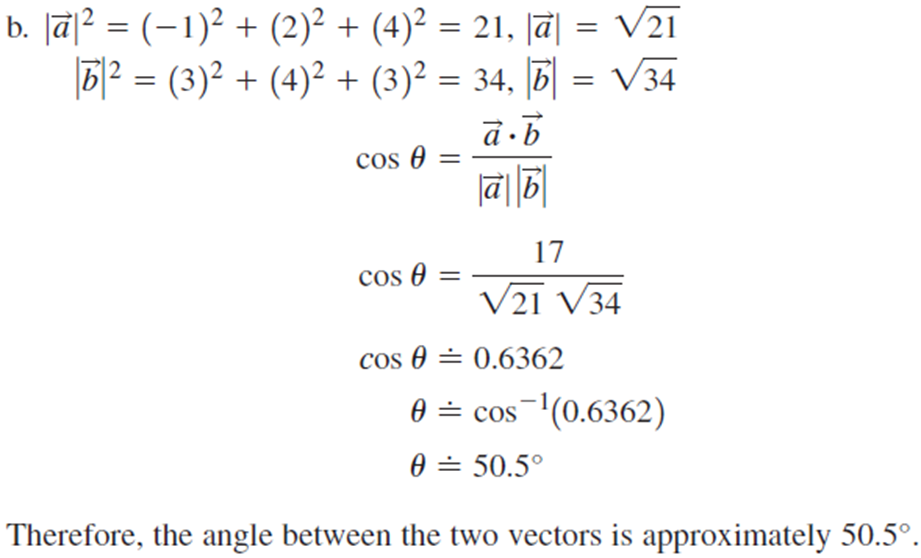 b. |a⃗|² = (−1)² + (2)² + (4)² = 21, |a⃗| = √21
|b⃗|² = (3)² + (4)² + (3)² = 34, |b⃗| = √34
cos θ = a⃗ · b⃗ / |a⃗||b⃗|
cos θ = 17 / √21 √34
cos θ ≐ 0.6362
θ ≐ cos⁻¹(0.6362)
θ ≐ 50.5°
Therefore, the angle between the two vectors is approximately 50.5°.